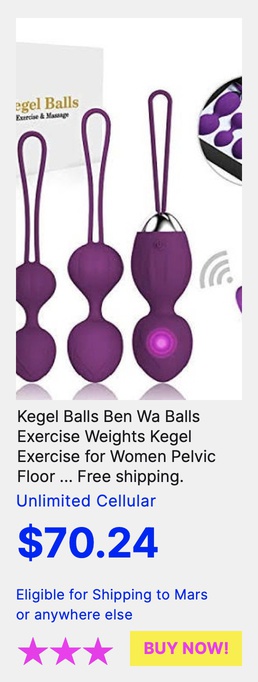 egel Balls
Exercise & Massage
Kegel Balls Ben Wa Balls
Exercise Weights Kegel
Exercise for Women Pelvic
Floor ... Free shipping.
Unlimited Cellular
$70.24
Eligible for Shipping to Mars
or anywhere else
BUY NOW!